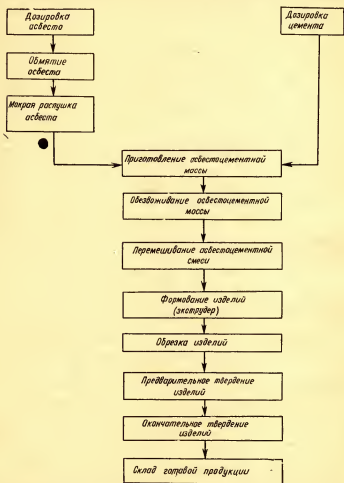 Дозировка
асвесто
Дозировка
цемента
Обмятие
асбеста
Мокрая распушка
асбеста
Приготовление асбестоцементной
массы
Обезвоживание асбестоцементной
массы
Перемешивание асбестоцементной
смеси
Формование изделий
(экструдер)
Обрезка изделий
Предварительное твердение
изделий
Окончательное твердение
изделий
Склад готовой продукции